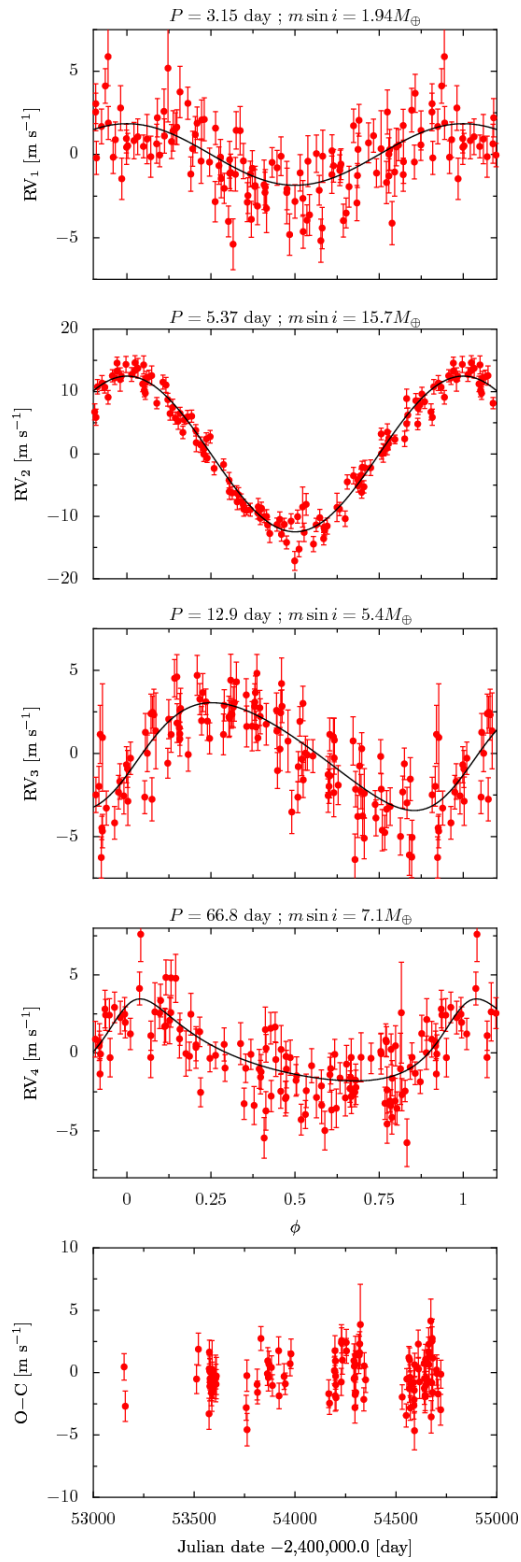 P = 3.15 day ; m sin i = 1.94M⊕
5
0
−5
RV₁ [m s⁻¹]
P = 5.37 day ; m sin i = 15.7M⊕
20
10
0
−10
−20
RV₂ [m s⁻¹]
P = 12.9 day ; m sin i = 5.4M⊕
5
0
−5
RV₃ [m s⁻¹]
P = 66.8 day ; m sin i = 7.1M⊕
5
0
−5
RV₄ [m s⁻¹]
0 0.25 0.5 0.75 1
ϕ
10
5
0
−5
−10
O−C [m s⁻¹]
53000 53500 54000 54500 55000
Julian date −2,400,000.0 [day]